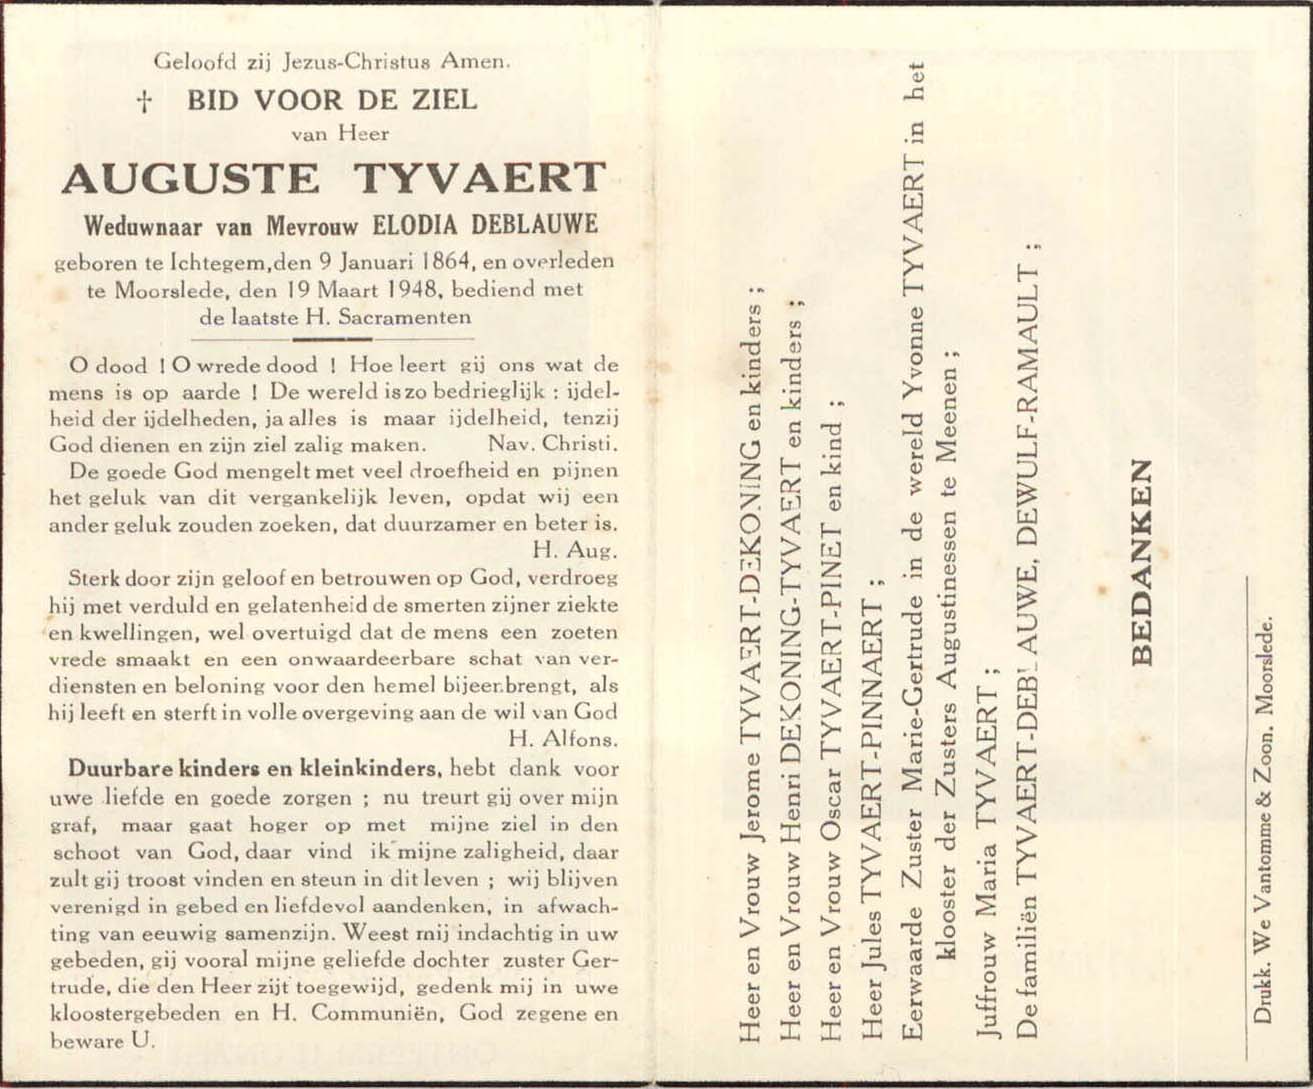 Geloofd zij Jezus-Christus Amen.
† BID VOOR DE ZIEL
van Heer
AUGUSTE TYVAERT
Weduwnaar van Mevrouw ELODIA DEBLAUWE
geboren te Ichtegem,den 9 Januari 1864, en overleden
te Moorslede, den 19 Maart 1948, bediend met
de laatste H. Sacramenten
O dood ! O wrede dood ! Hoe leert gij ons wat de
mens is op aarde ! De wereld is zo bedrieglijk : ijdel-
heid der ijdelheden, ja alles is maar ijdelheid, tenzij
God dienen en zijn ziel zalig maken. Nav. Christi.
De goede God mengelt met veel droefheid en pijnen
het geluk van dit vergankelijk leven, opdat wij een
ander geluk zouden zoeken, dat duurzamer en beter is.
H. Aug.
Sterk door zijn geloof en betrouwen op God, verdroeg
hij met verduld en gelatenheid de smerten zijner ziekte
en kwellingen, wel overtuigd dat de mens een zoeten
vrede smaakt en een onwaardeerbare schat van ver-
diensten en beloning voor den hemel bijeenbrengt, als
hij leeft en sterft in volle overgeving aan de wil van God
H. Alfons.
Duurbare kinders en kleinkinders, hebt dank voor
uwe liefde en goede zorgen ; nu treurt gij over mijn
graf, maar gaat hoger op met mijne ziel in den
schoot van God, daar vind ik mijne zaligheid, daar
zult gij troost vinden en steun in dit leven ; wij blijven
verenigd in gebed en liefdevol aandenken, in afwach-
ting van eeuwig samenzijn. Weest mij indachtig in uw
gebeden, gij vooral mijne geliefde dochter zuster Ger-
trude, die den Heer zijt toegewijd, gedenk mij in uwe
kloostergebeden en H. Communiën, God zegene en
beware U.
Heer en Vrouw Jerome TYVAERT-DEKONING en kinders ;
Heer en Vrouw Henri DEKONING-TYVAERT en kinders ;
Heer en Vrouw Oscar TYVAERT-PINET en kind ;
Heer Jules TYVAERT-PINNAERT ;
Eerwaarde Zuster Marie-Gertrude in de wereld Yvonne TYVAERT in het
klooster der Zusters Augustinessen te Meenen ;
Juffrouw Maria TYVAERT ;
De familiën TYVAERT-DEBLAUWE, DEWULF-RAMAULT ;
BEDANKEN
Drukk. We Vantomme & Zoon. Moorslede.